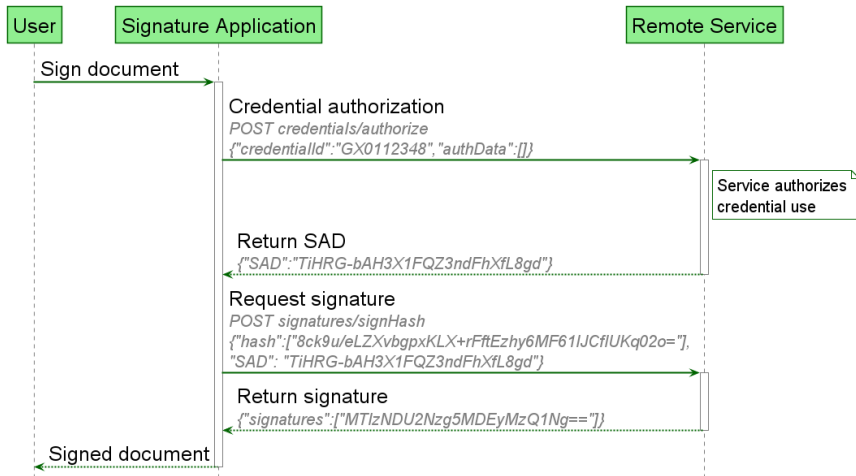 User
Signature Application
Remote Service
Sign document
Credential authorization
POST credentials/authorize
{"credentialId":"GX0112348","authData":[]}
Service authorizes
credential use
Return SAD
{"SAD":"TiHRG-bAH3X1FQZ3ndFhXfL8gd"}
Request signature
POST signatures/signHash
{"hash":["8ck9u/eLZXvbgpxKLX+rFftEzhy6MF61IJCflUKq02o="],
"SAD": "TiHRG-bAH3X1FQZ3ndFhXfL8gd"}
Return signature
{"signatures":["MTIzNDU2Nzg5MDEyMzQ1Ng=="]}
Signed document